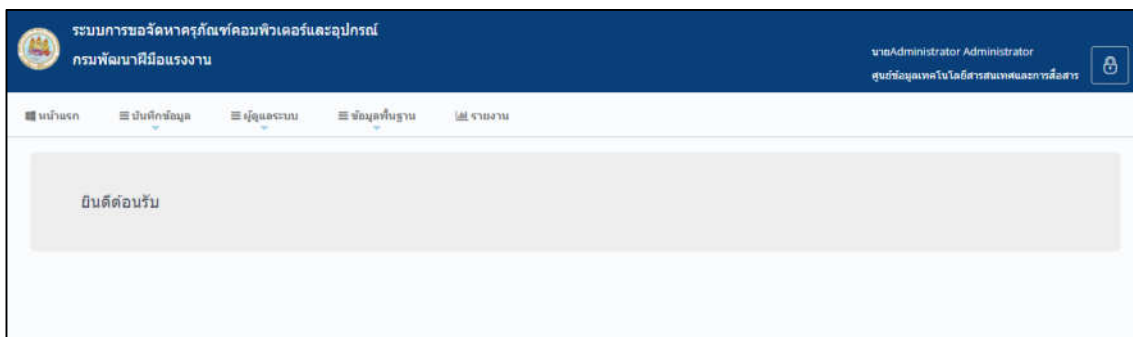 ระบบการขอจัดหาครุภัณฑ์คอมพิวเตอร์และอุปกรณ์
กรมพัฒนาฝีมือแรงงาน
นายAdministrator Administrator
ศูนย์ข้อมูลเทคโนโลยีสารสนเทศและการสื่อสาร
หน้าแรก บันทึกข้อมูล ผู้ดูแลระบบ ข้อมูลพื้นฐาน รายงาน
ยินดีต้อนรับ